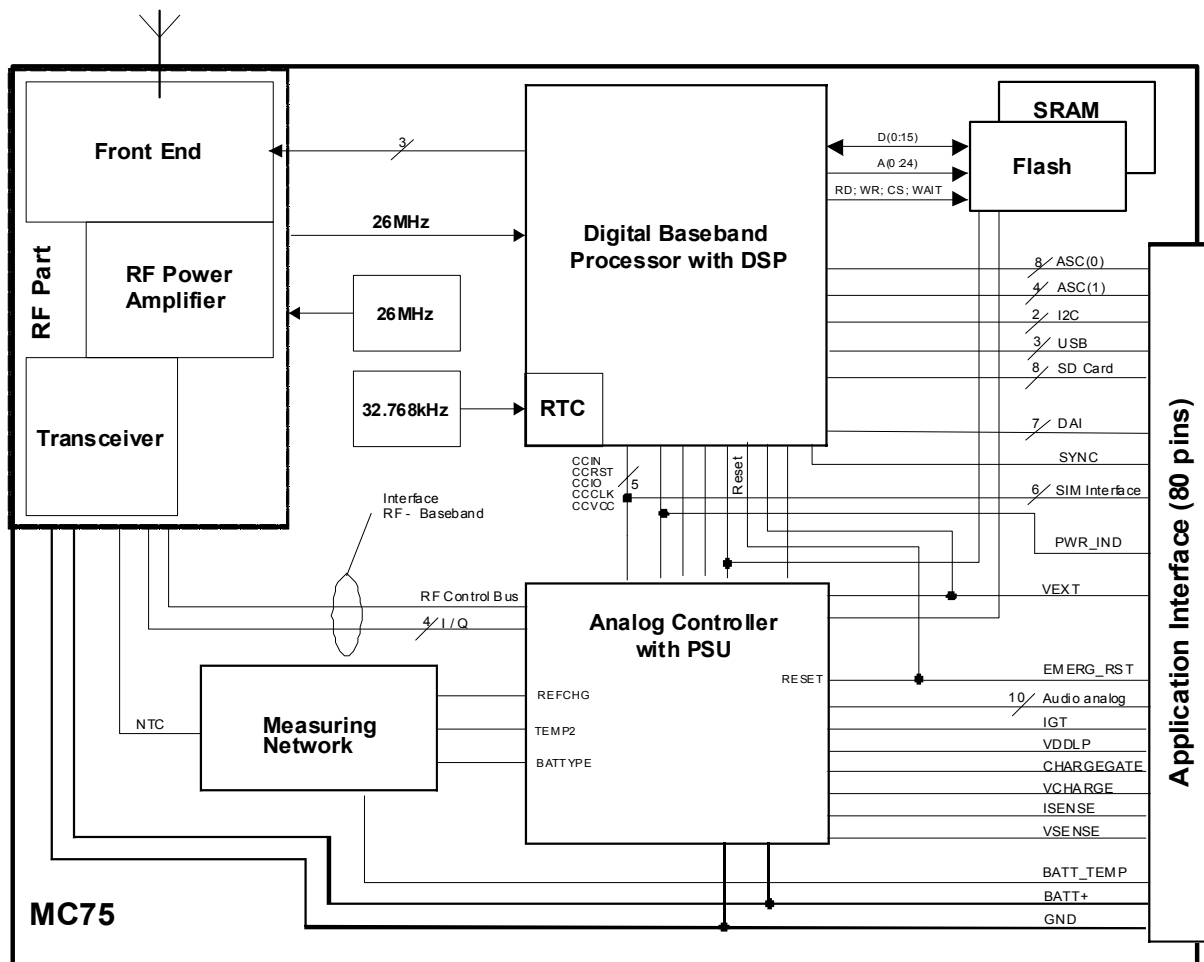 SRAM
Flash
D(0:15)
A(0:24)
RD; WR; CS; WAIT
Front End
3
26MHz
RF Part
RF Power
Amplifier
Digital Baseband
Processor with DSP
26MHz
32.768kHz
RTC
Transceiver
8 ASC(0)
4 ASC(1)
2 I2C
3 USB
8 SD Card
7 DAI
SYNC
6 SIM Interface
PWR_IND
VEXT
EMERG_RST
10 Audio analog
IGT
VDDLP
CHARGEGATE
VCHARGE
ISENSE
VSENSE
BATT_TEMP
BATT+
GND
Application Interface (80 pins)
CCIN
CCRST
CCIO
CCCLK
CCVCC
5
Reset
Interface
RF - Baseband
RF Control Bus
4 I / Q
Analog Controller
with PSU
RESET
REFCHG
TEMP2
BATTYPE
NTC
Measuring
Network
MC75